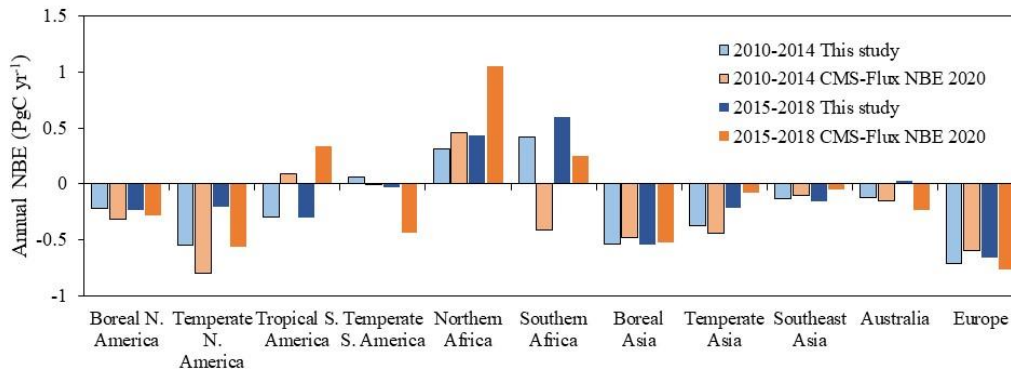 1.5
1
0.5
0
-0.5
-1
Annual NBE (PgC yr⁻¹)
2010-2014 This study
2010-2014 CMS-Flux NBE 2020
2015-2018 This study
2015-2018 CMS-Flux NBE 2020
Boreal N.
America
Temperate
N.
America
Tropical S.
America
Temperate
S. America
Northern
Africa
Southern
Africa
Boreal
Asia
Temperate
Asia
Southeast
Asia
Australia
Europe